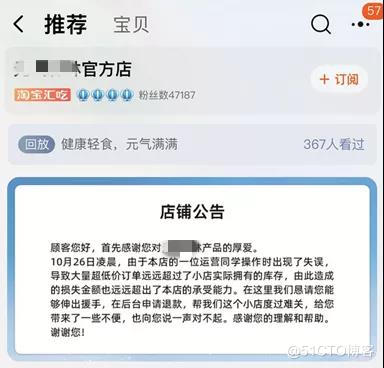 推荐 宝贝
57
林官方店
+订阅
淘宝汇吃 粉丝数47187
回放 健康轻食,元气满满 367人看过
店铺公告
顾客您好,首先感谢您对 林产品的厚爱。
10月26日凌晨,由于本店的一位运营同学操作时出现了失误,
导致大量超低价订单远远超过了小店实际拥有的库存,由此造成
的损失金额也远远超出了本店的承受能力。在这里我们恳请您能
够伸出援手,在后台申请退款,帮我们这个小店度过难关,给您
带来了一些不便,也向您说一声对不起。感谢您的理解和帮助。
谢谢您!
@51CTO博客